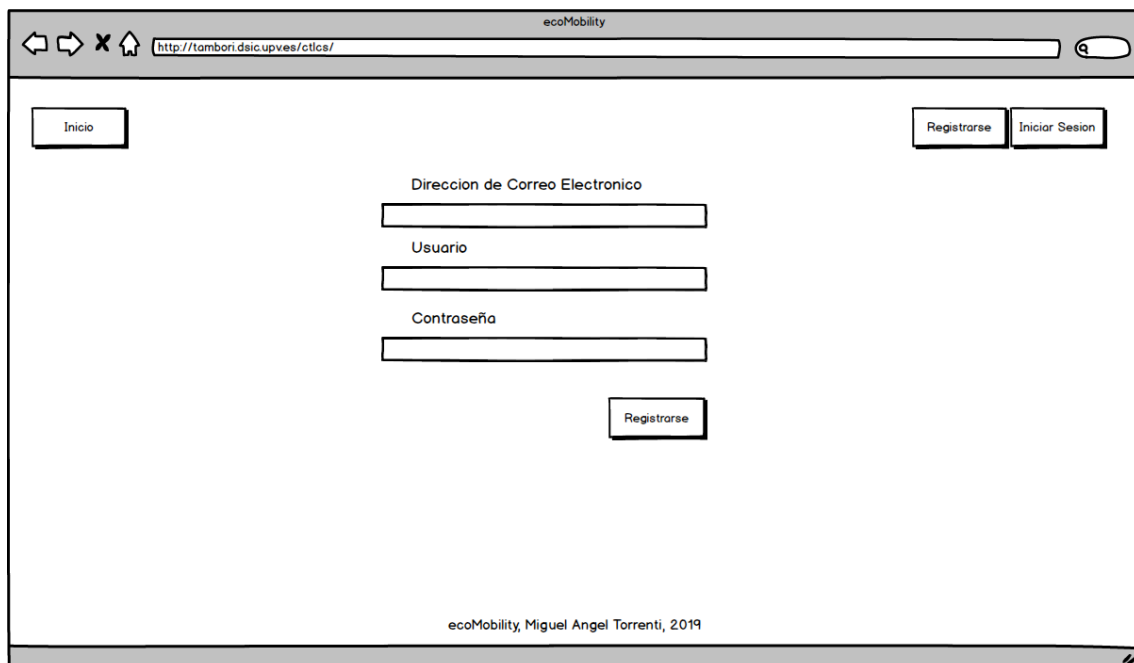 ecoMobility
http://tambori.dsic.upv.es/ctlcs/
Inicio
Registrarse
Iniciar Sesion
Direccion de Correo Electronico
Usuario
Contraseña
Registrarse
ecoMobility, Miguel Angel Torrenti, 2019